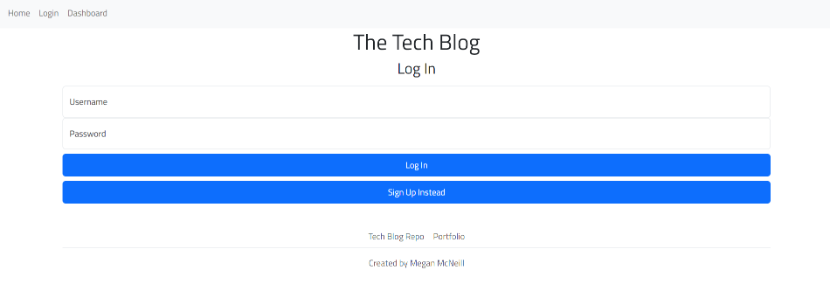 Home Login Dashboard
The Tech Blog
Log In
Username
Password
Log In
Sign Up Instead
Tech Blog Repo Portfolio
Created by Megan McNeill